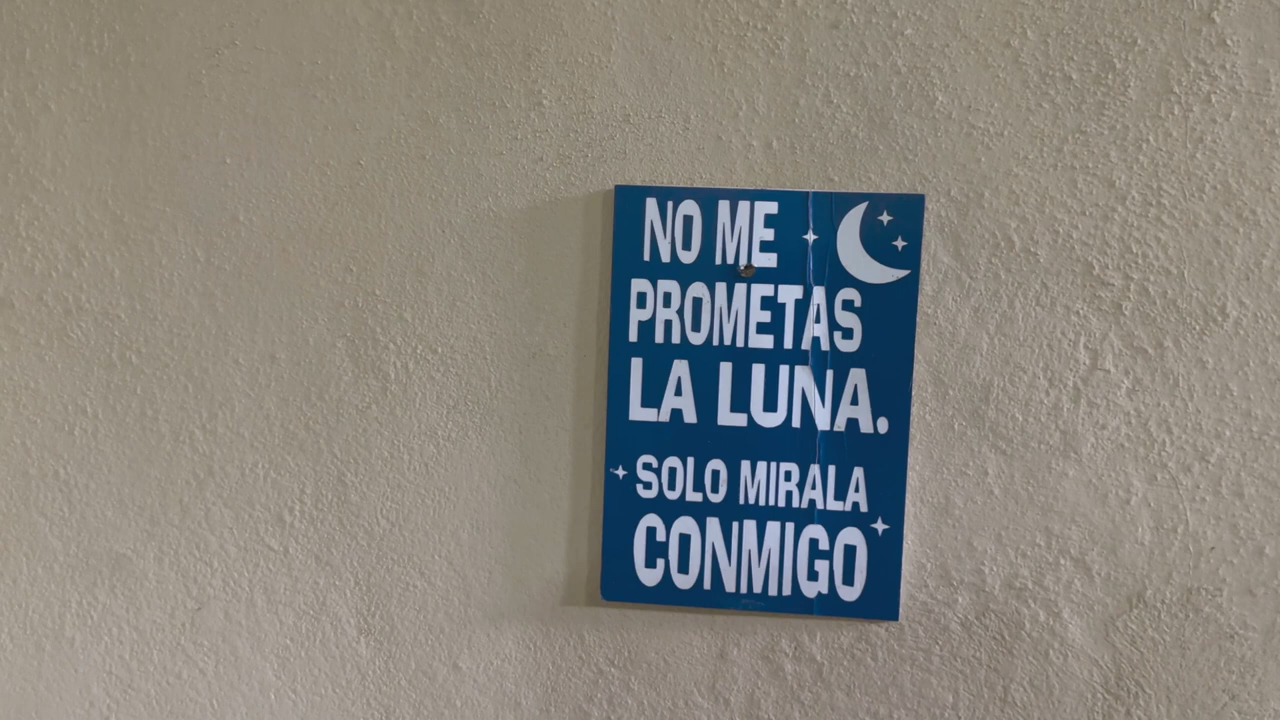 NO ME
PROMETAS
LA LUNA.
SOLO MIRALA
CONMIGO